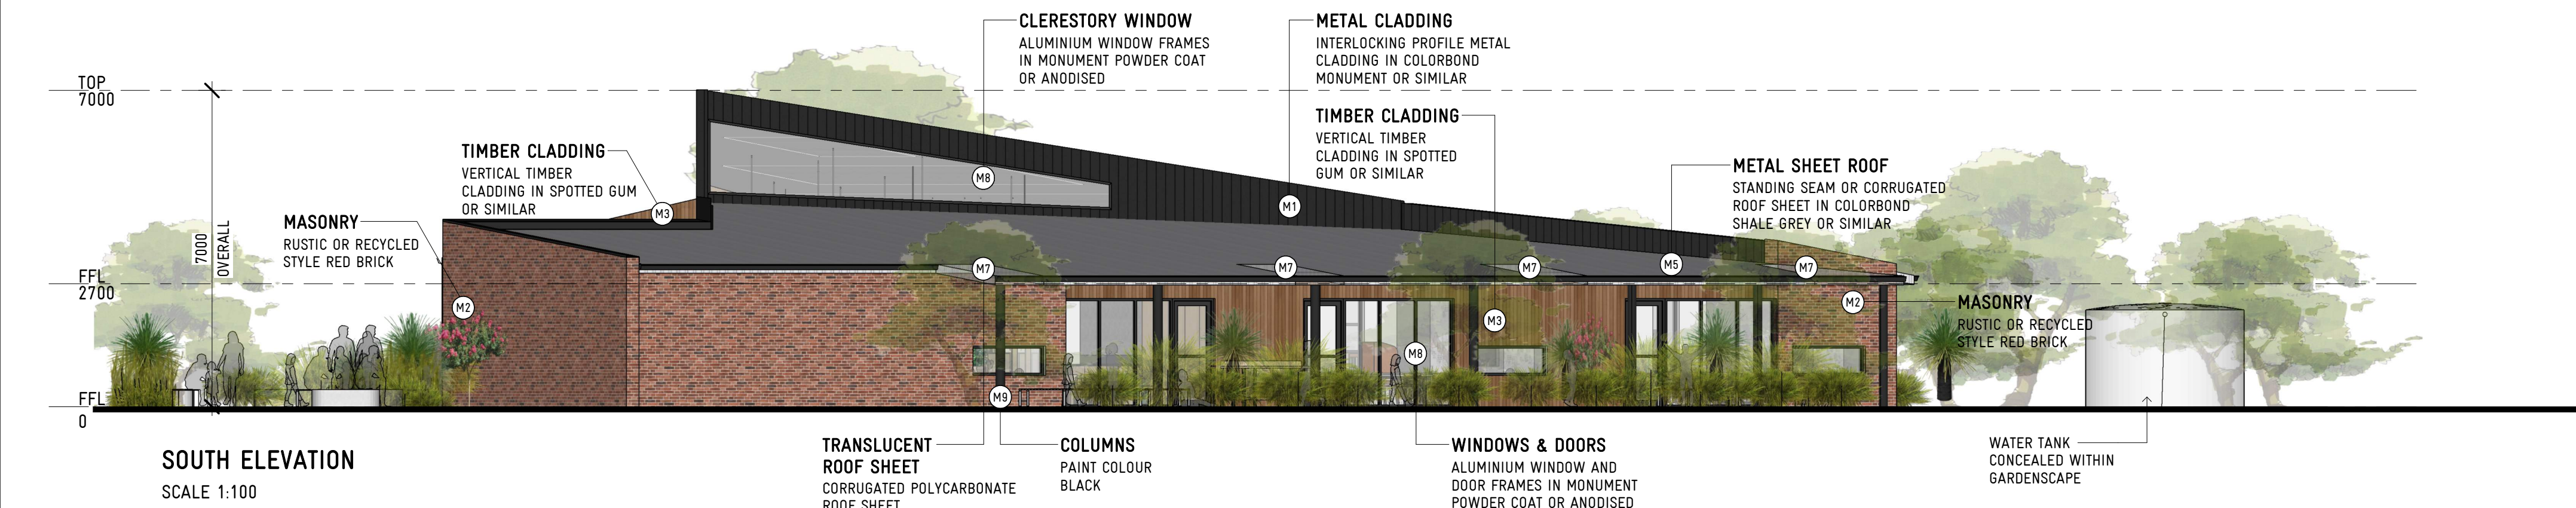 CLERESTORY WINDOW
ALUMINIUM WINDOW FRAMES
IN MONUMENT POWDER COAT
OR ANODISED
METAL CLADDING
INTERLOCKING PROFILE METAL
CLADDING IN COLORBOND
MONUMENT OR SIMILAR
TOP
7000
TIMBER CLADDING
VERTICAL TIMBER
CLADDING IN SPOTTED
GUM OR SIMILAR
TIMBER CLADDING
VERTICAL TIMBER
CLADDING IN SPOTTED GUM
OR SIMILAR
METAL SHEET ROOF
STANDING SEAM OR CORRUGATED
ROOF SHEET IN COLORBOND
SHALE GREY OR SIMILAR
MASONRY
RUSTIC OR RECYCLED
STYLE RED BRICK
7000
OVERALL
M8
M3
M1
M7
M7
M7
M5
M7
FFL
2700
M2
M2
M3
M8
M9
MASONRY
RUSTIC OR RECYCLED
STYLE RED BRICK
FFL
0
SOUTH ELEVATION
SCALE 1:100
TRANSLUCENT
ROOF SHEET
CORRUGATED POLYCARBONATE
ROOF SHEET
COLUMNS
PAINT COLOUR
BLACK
WINDOWS & DOORS
ALUMINIUM WINDOW AND
DOOR FRAMES IN MONUMENT
POWDER COAT OR ANODISED
WATER TANK
CONCEALED WITHIN
GARDENSCAPE